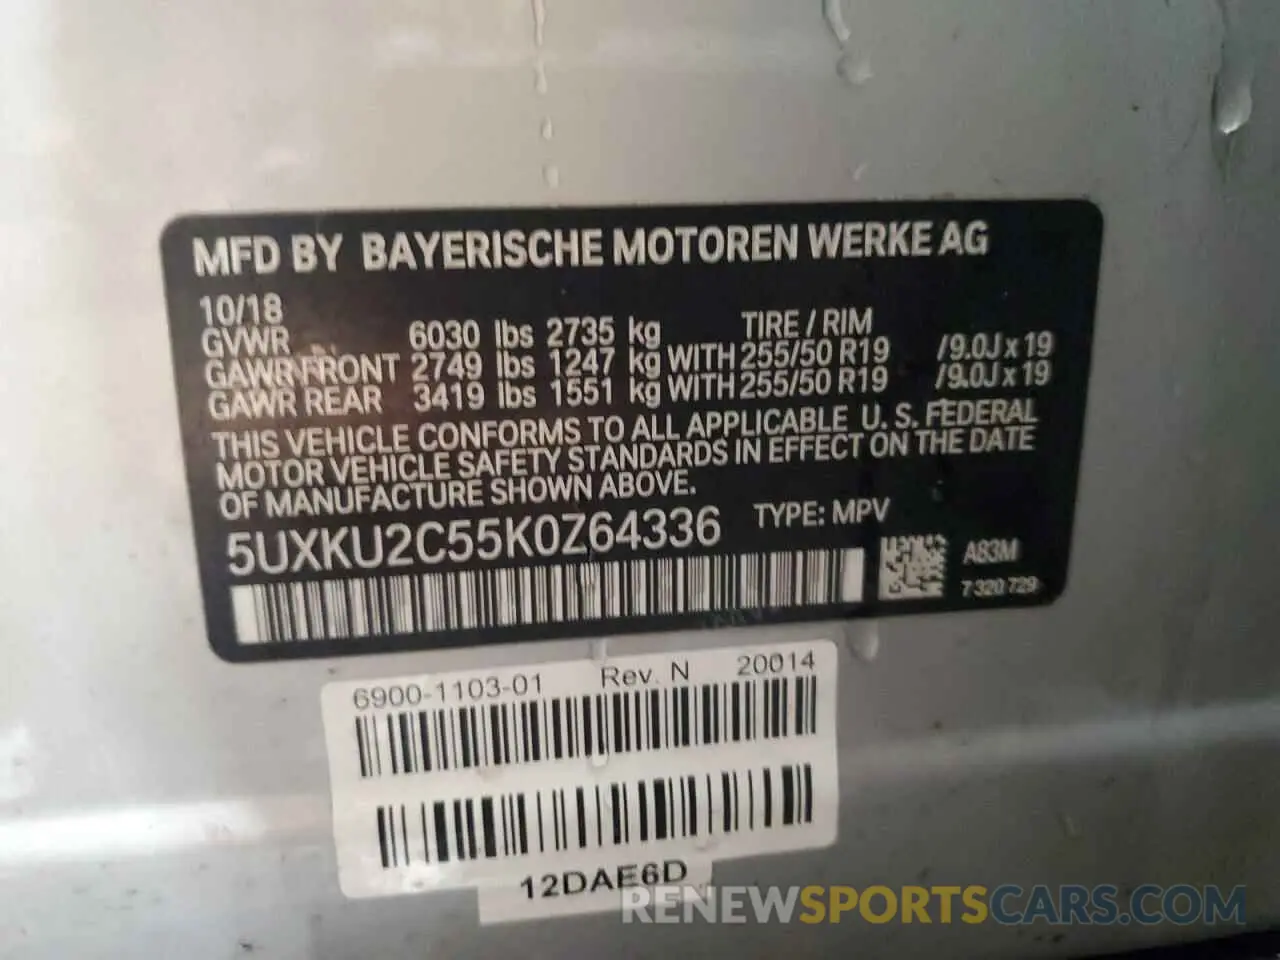 MFD BY BAYERISCHE MOTOREN WERKE AG
10/18
GVWR 6030 lbs 2735 kg TIRE / RIM
GAWR FRONT 2749 lbs 1247 kg WITH 255/50 R19 /9.0J x 19
GAWR REAR 3419 lbs 1551 kg WITH 255/50 R19 /9.0J x 19
THIS VEHICLE CONFORMS TO ALL APPLICABLE U. S. FEDERAL
MOTOR VEHICLE SAFETY STANDARDS IN EFFECT ON THE DATE
OF MANUFACTURE SHOWN ABOVE.
5UXKU2C55K0Z64336 TYPE: MPV
A83M
7 320 729
6900-1103-01 Rev. N 20014
12DAE6D
RENEWSPORTSCARS.COM